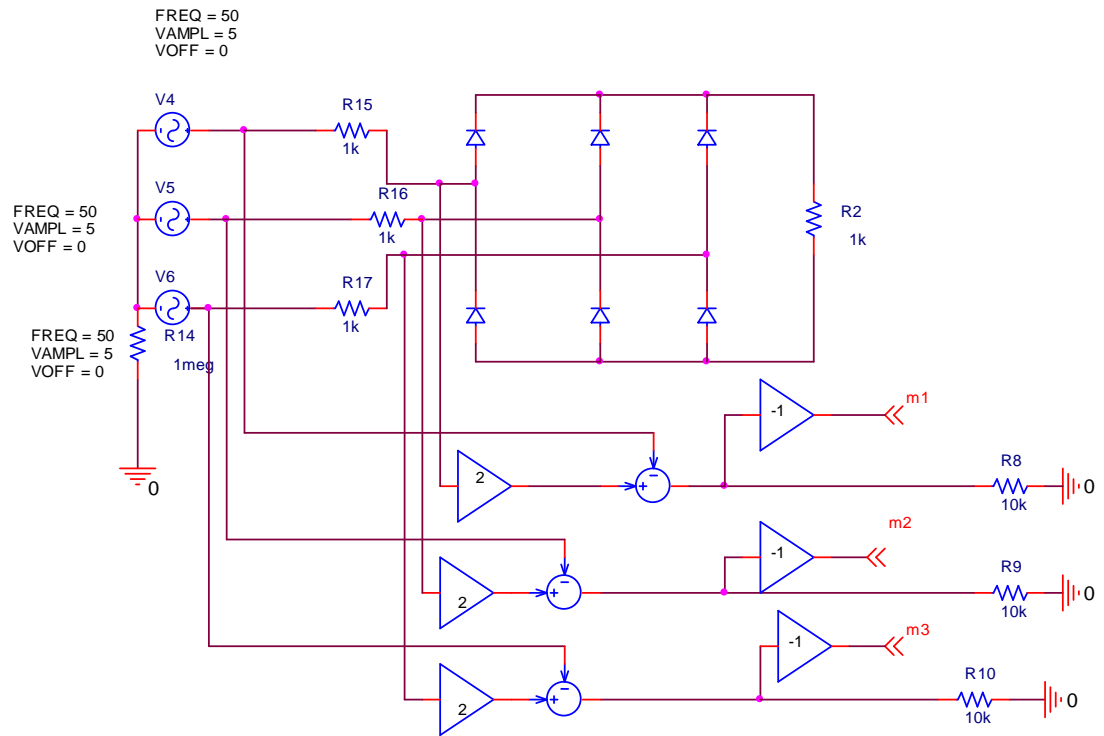 FREQ = 50
VAMPL = 5
VOFF = 0
V4
R15
1k
V5
R16
1k
FREQ = 50
VAMPL = 5
VOFF = 0
R2
1k
V6
R17
1k
R14
1meg
FREQ = 50
VAMPL = 5
VOFF = 0
-1
m1
0
2
+
−
R8
10k
0
-1
m2
2
+
−
R9
10k
0
-1
m3
2
+
−
R10
10k
0